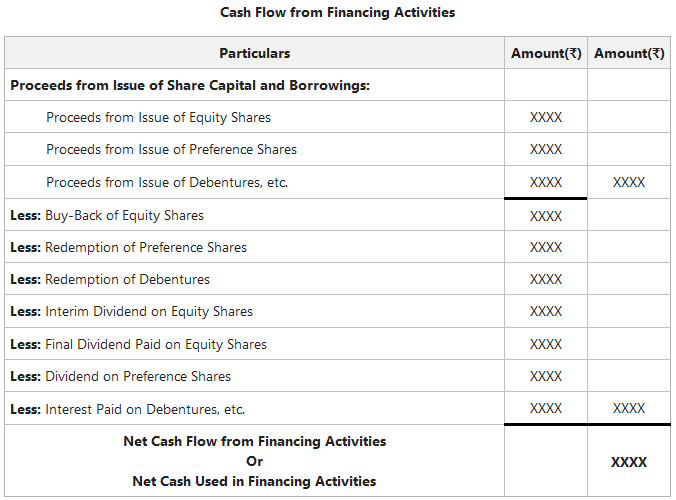 Cash Flow from Financing Activities
Particulars Amount(₹) Amount(₹)
Proceeds from Issue of Share Capital and Borrowings:
Proceeds from Issue of Equity Shares XXXX
Proceeds from Issue of Preference Shares XXXX
Proceeds from Issue of Debentures, etc. XXXX XXXX
Less: Buy-Back of Equity Shares XXXX
Less: Redemption of Preference Shares XXXX
Less: Redemption of Debentures XXXX
Less: Interim Dividend on Equity Shares XXXX
Less: Final Dividend Paid on Equity Shares XXXX
Less: Dividend on Preference Shares XXXX
Less: Interest Paid on Debentures, etc. XXXX XXXX
Net Cash Flow from Financing Activities
Or XXXX
Net Cash Used in Financing Activities